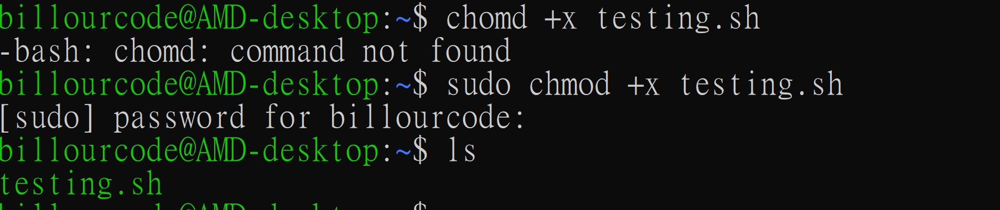 billourcode@AMD-desktop:~$ chomd +x testing.sh
-bash: chomd: command not found
billourcode@AMD-desktop:~$ sudo chmod +x testing.sh
[sudo] password for billourcode:
billourcode@AMD-desktop:~$ ls
testing.sh